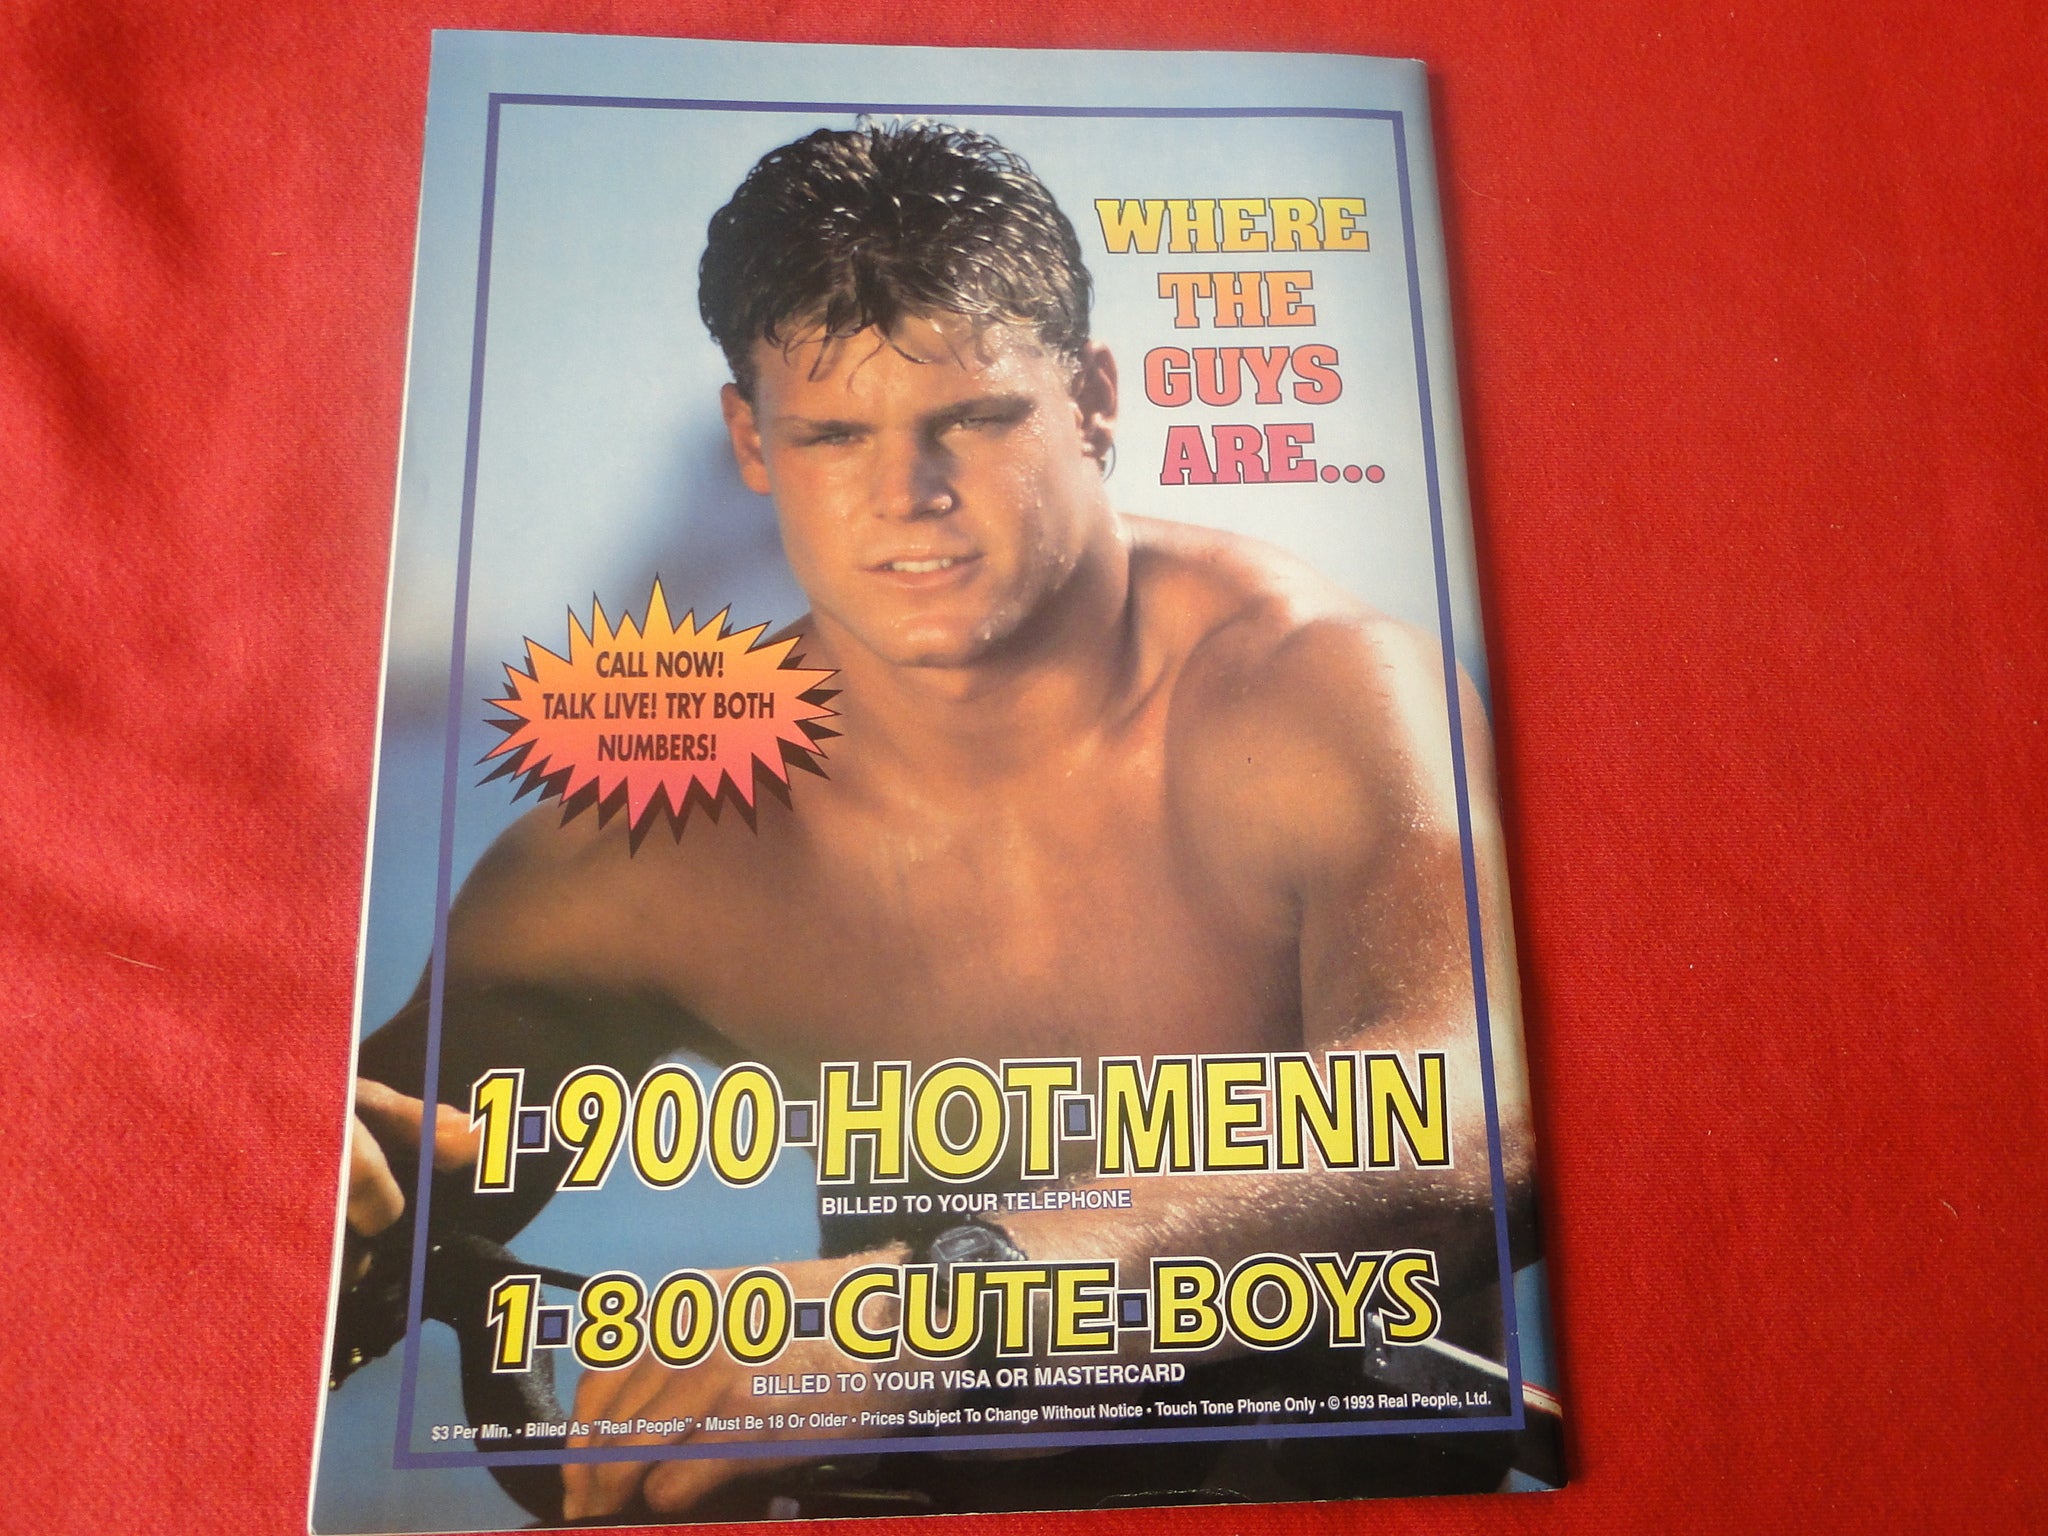 WHERE
THE
GUYS
ARE...
CALL NOW!
TALK LIVE! TRY BOTH
NUMBERS!
1-900-HOT-MENN
BILLED TO YOUR TELEPHONE
1-800-CUTE-BOYS
BILLED TO YOUR VISA OR MASTERCARD
$3 Per Min. • Billed As "Real People" • Must Be 18 Or Older • Prices Subject To Change Without Notice • Touch Tone Phone Only • © 1993 Real People, Ltd.